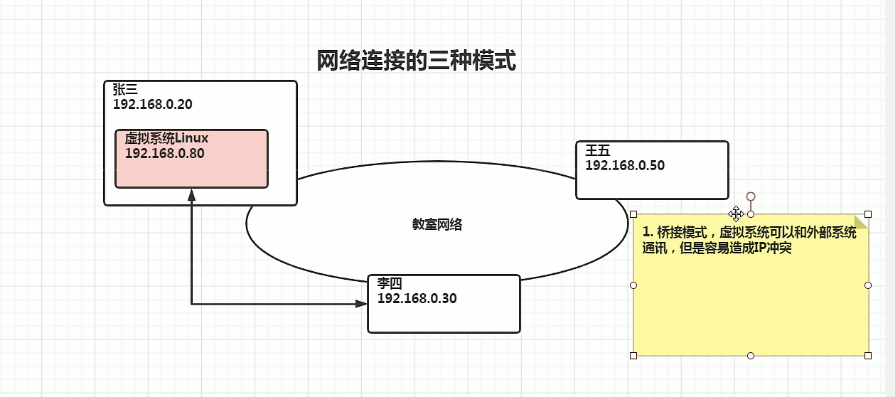 网络连接的三种模式
张三
192.168.0.20
虚拟系统Linux
192.168.0.80
王五
192.168.0.50
教室网络
1. 桥接模式，虚拟系统可以和外部系统
通讯，但是容易造成IP冲突
李四
192.168.0.30